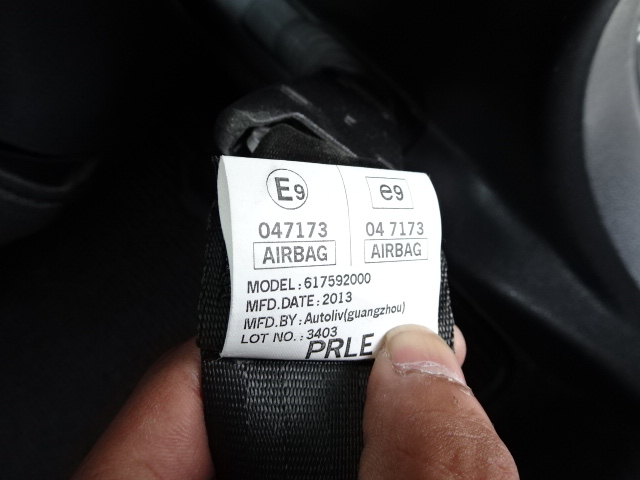 E9 e9
047173 04 7173
AIRBAG AIRBAG
MODEL:617592000
MFD.DATE:2013
MFD.BY:Autoliv(guangzhou)
LOT NO.:3403
PRLE